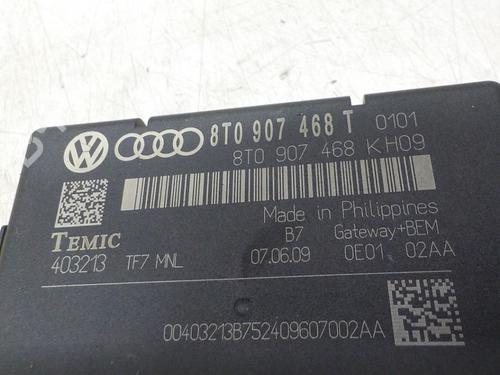 8T0 907 468 T 0101
8T0 907 468 K H09
Made in Philippines
TEMIC B7 Gateway+BEM
403213 TF7 MNL 07.06.09 0E01 02AA
00403213B752409607002AA